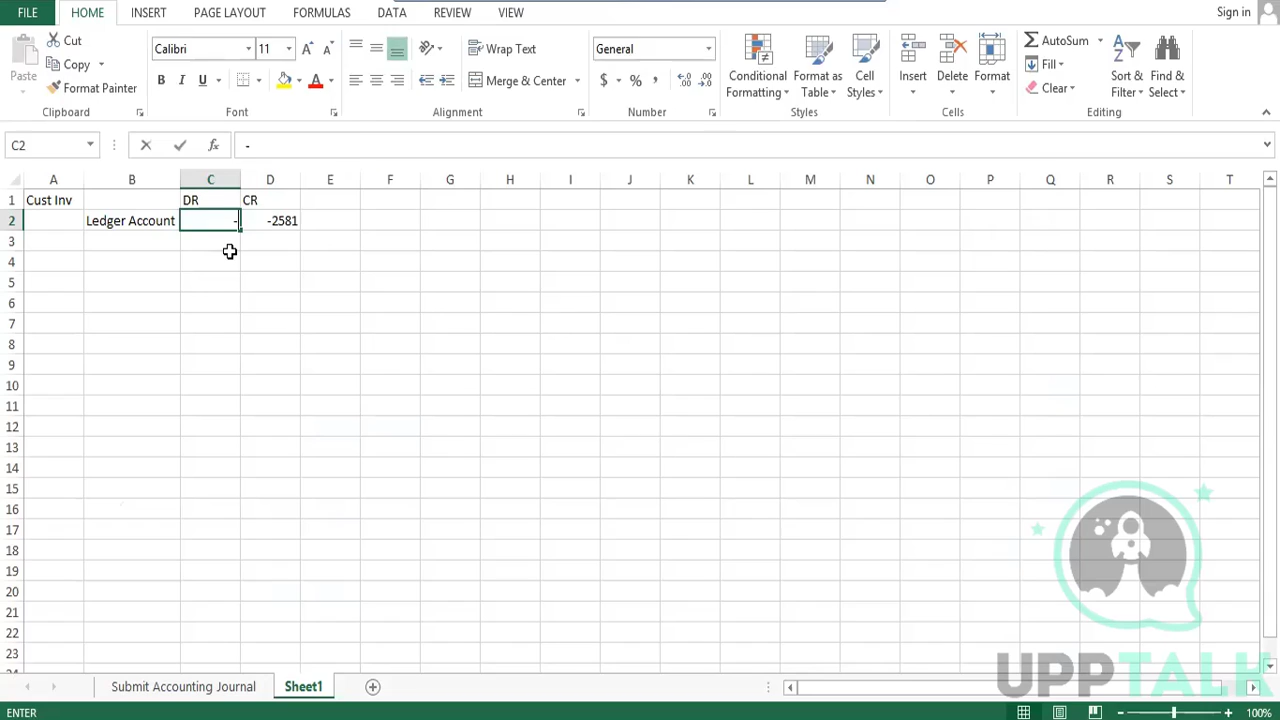 FILE HOME INSERT PAGE LAYOUT FORMULAS DATA REVIEW VIEW Sign in
Cut
Copy
Format Painter
Paste
Clipboard
Calibri 11
A A
B I U A
Font
Wrap Text
Merge & Center
Alignment
General
$ % ,
Number
Conditional Formatting
Format as Table
Cell Styles
Styles
Insert
Delete
Format
Cells
AutoSum
Fill
Clear
Sort & Filter
Find & Select
Editing
C2 fx -
A B C D E F G H I J K L M N O P Q R S T
1 Cust Inv DR CR
2 Ledger Account - -2581
3
4
5
6
7
8
9
10
11
12
13
14
15
16
17
18
19
20
21
22
23
24
UPPTALK
Submit Accounting Journal Sheet1
ENTER 100%